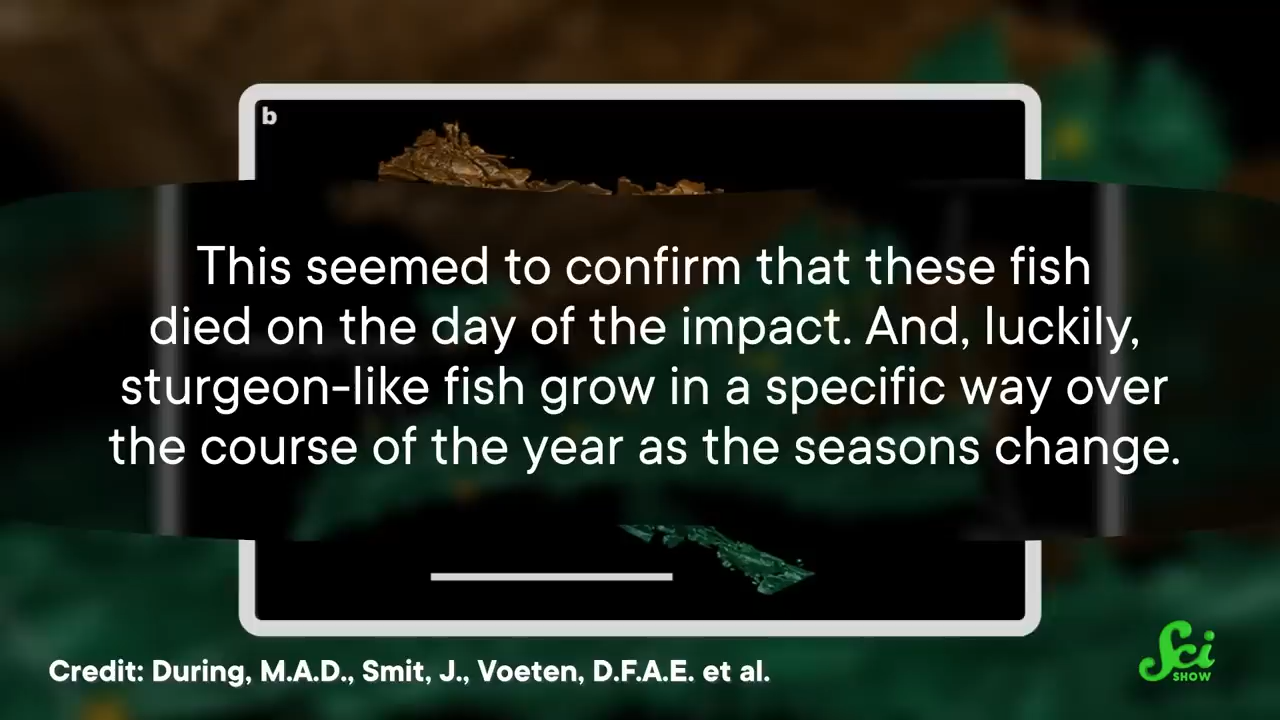 b
This seemed to confirm that these fish
died on the day of the impact. And, luckily,
sturgeon-like fish grow in a specific way over
the course of the year as the seasons change.
Credit: During, M.A.D., Smit, J., Voeten, D.F.A.E. et al.
Sci
SHOW